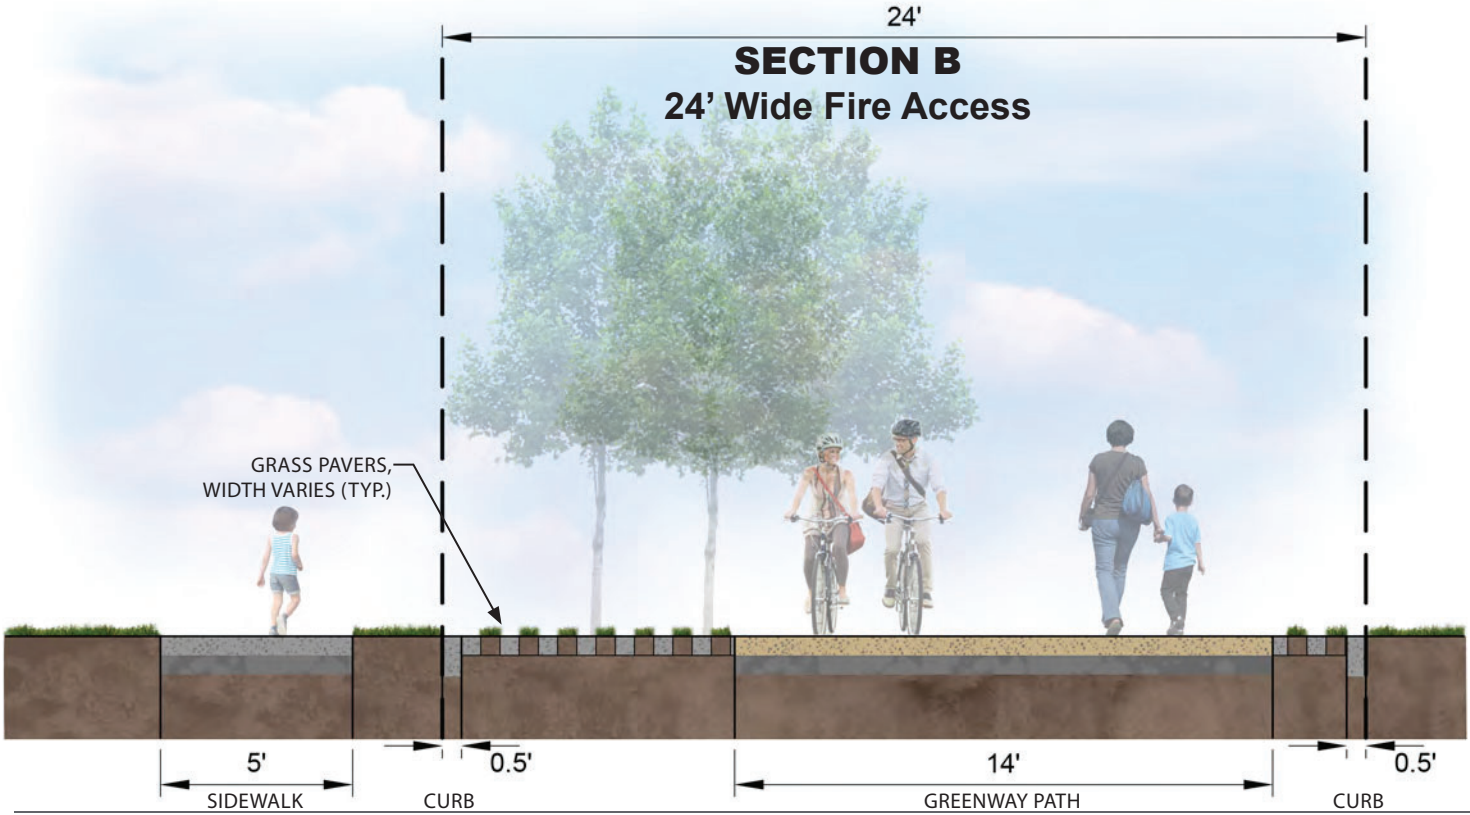 24'
SECTION B
24’ Wide Fire Access
GRASS PAVERS,
WIDTH VARIES (TYP.)
5'
0.5'
14'
0.5'
SIDEWALK
CURB
GREENWAY PATH
CURB